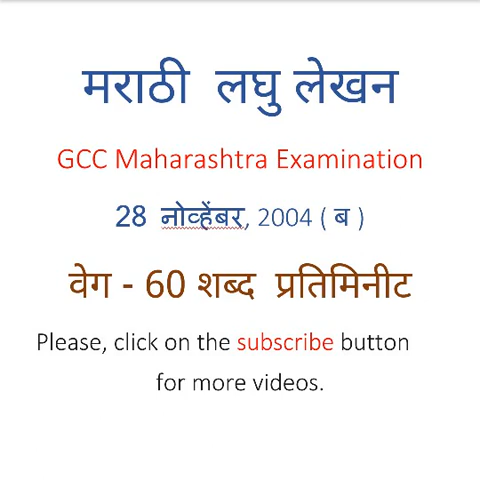 मराठी लघु लेखन
GCC Maharashtra Examination
28 नोव्हेंबर, 2004 ( ब )
वेग - 60 शब्द प्रतिमिनीट
Please, click on the subscribe button
for more videos.